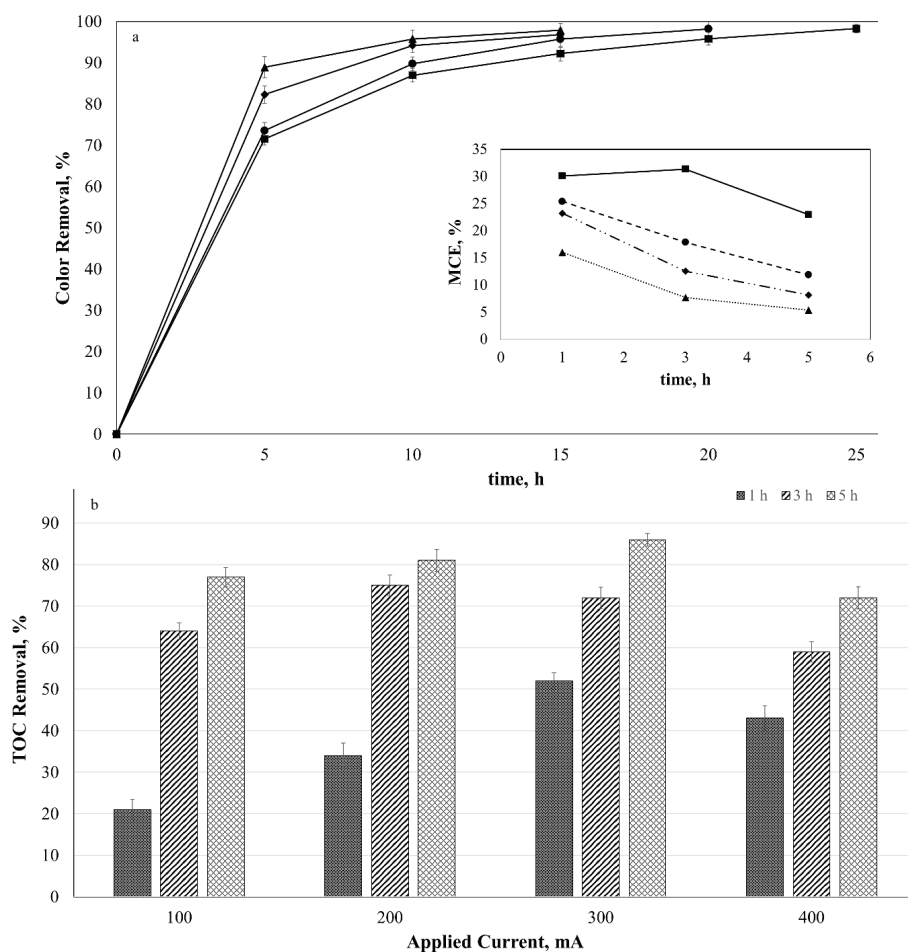 a
100
90
80
70
60
50
40
30
20
10
0
Color Removal, %
0 5 10 15 20 25
time, h
35
30
25
20
15
10
5
0
MCE, %
0 1 2 3 4 5 6
time, h
b
1 h 3 h 5 h
90
80
70
60
50
40
30
20
10
0
TOC Removal, %
100 200 300 400
Applied Current, mA